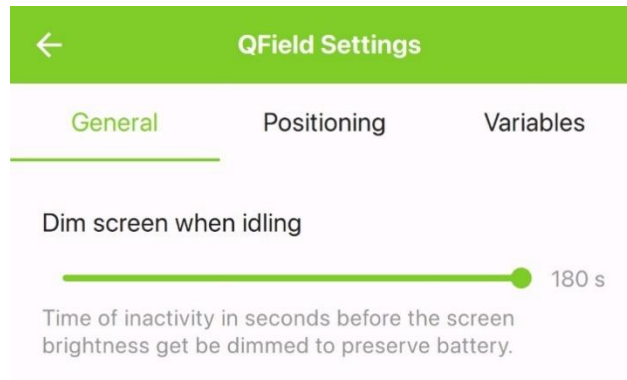 QField Settings
General Positioning Variables
Dim screen when idling
180 s
Time of inactivity in seconds before the screen
brightness get be dimmed to preserve battery.